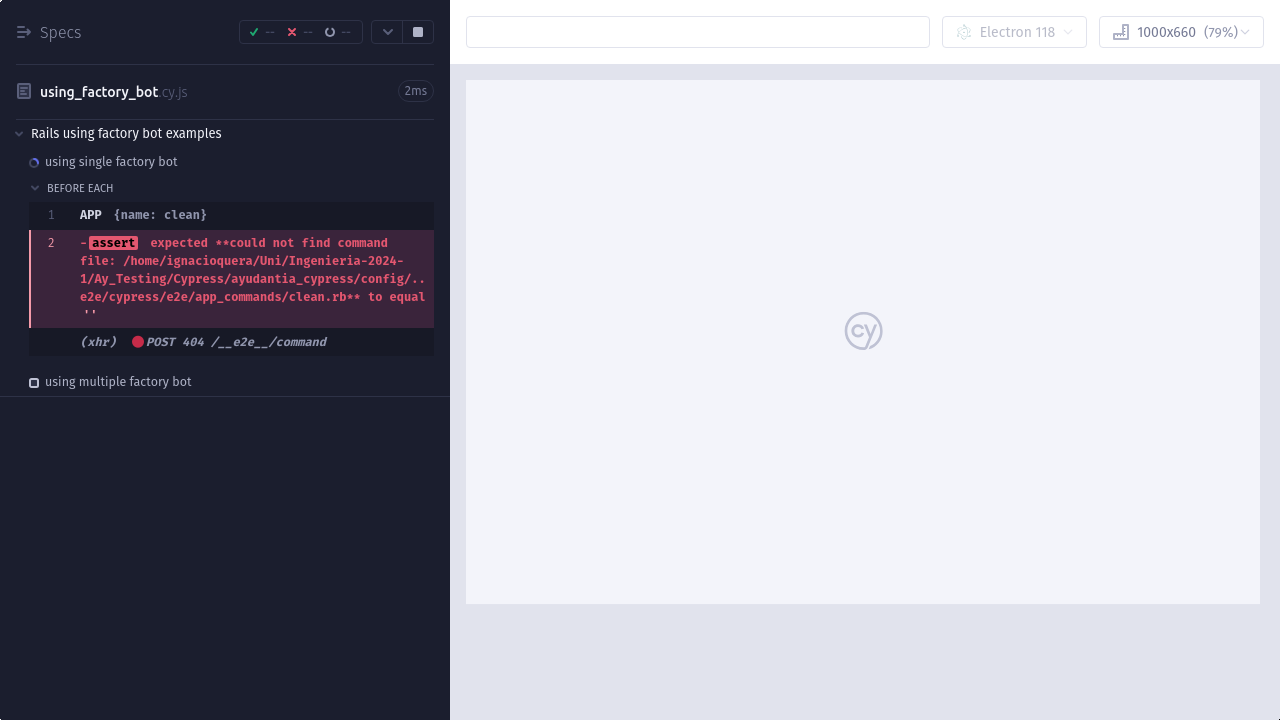 Specs
--
--
--
Electron 118
1000x660 (79%)
using_factory_bot.cy.js
2ms
Rails using factory bot examples
using single factory bot
BEFORE EACH
1 APP {name: clean}
2 -assert expected **could not find command
file: /home/ignacioquera/Uni/Ingenieria-2024-
1/Ay_Testing/Cypress/ayudantia_cypress/config/..
e2e/cypress/e2e/app_commands/clean.rb** to equal
''
(xhr) POST 404 /__e2e__/command
using multiple factory bot
cy